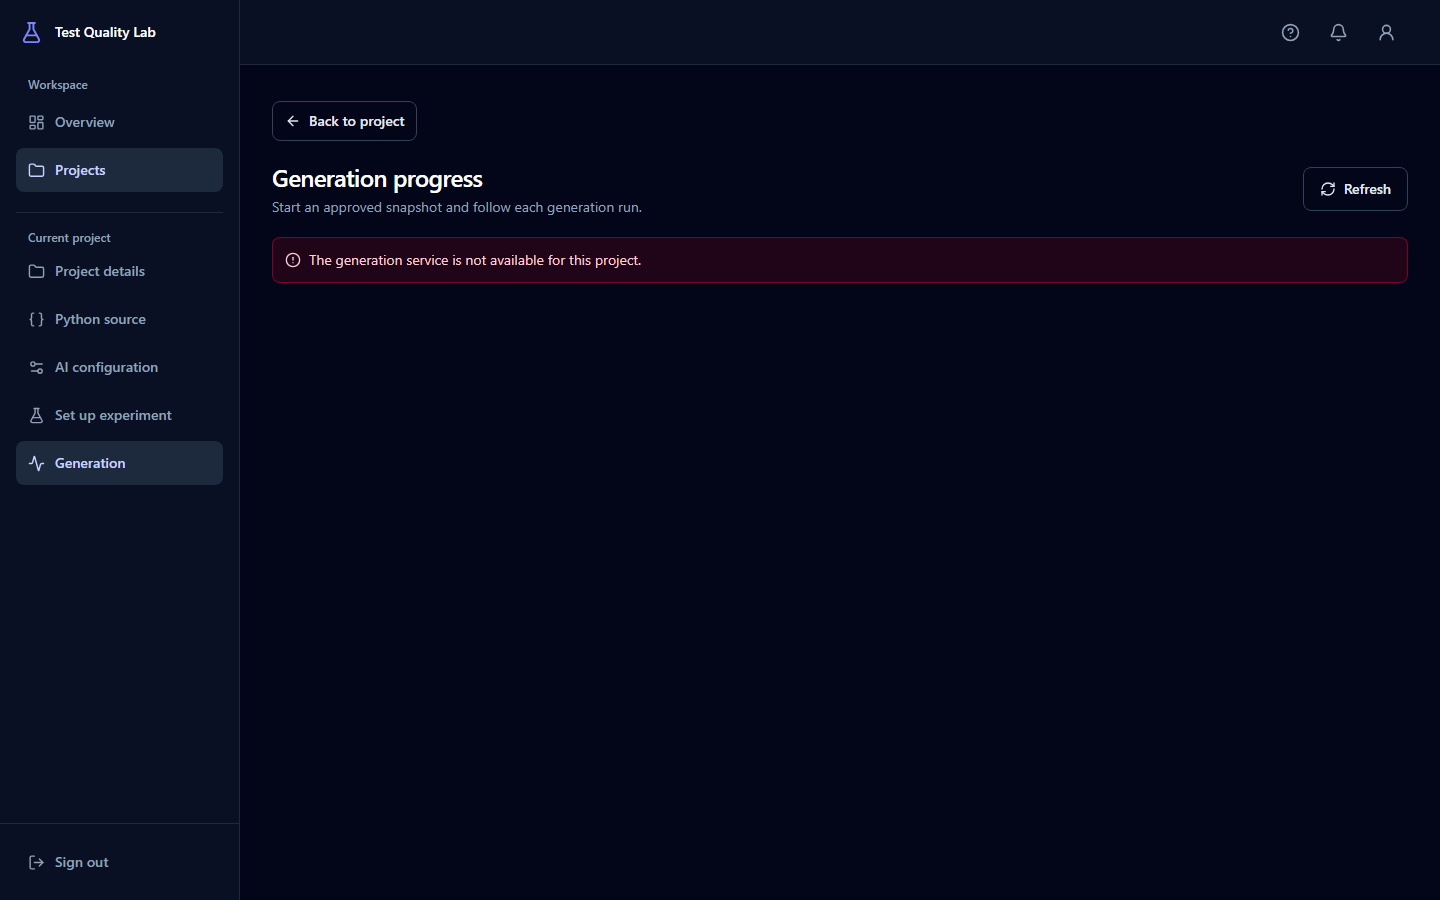 Test Quality Lab
Workspace
Overview
Projects
Current project
Project details
Python source
AI configuration
Set up experiment
Generation
Sign out
Back to project
Generation progress
Start an approved snapshot and follow each generation run.
Refresh
The generation service is not available for this project.